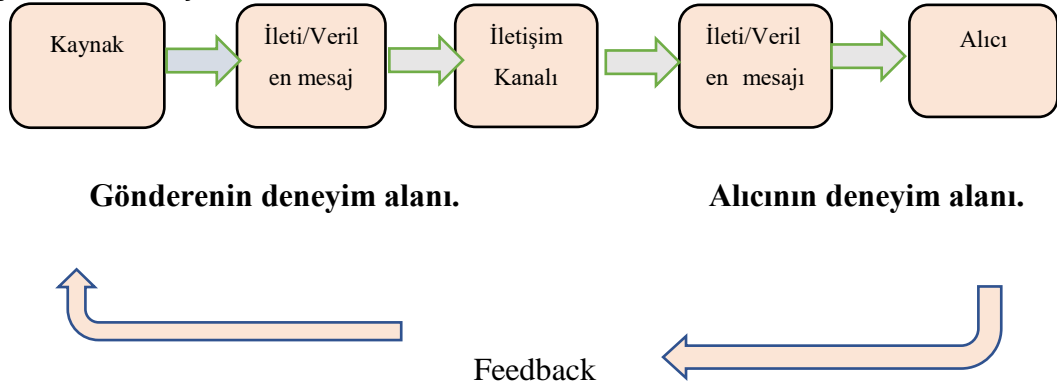 Kaynak
İleti/Veril
en mesaj
İletişim
Kanalı
İleti/Veril
en mesajı
Alıcı
Gönderenin deneyim alanı.
Alıcının deneyim alanı.
Feedback